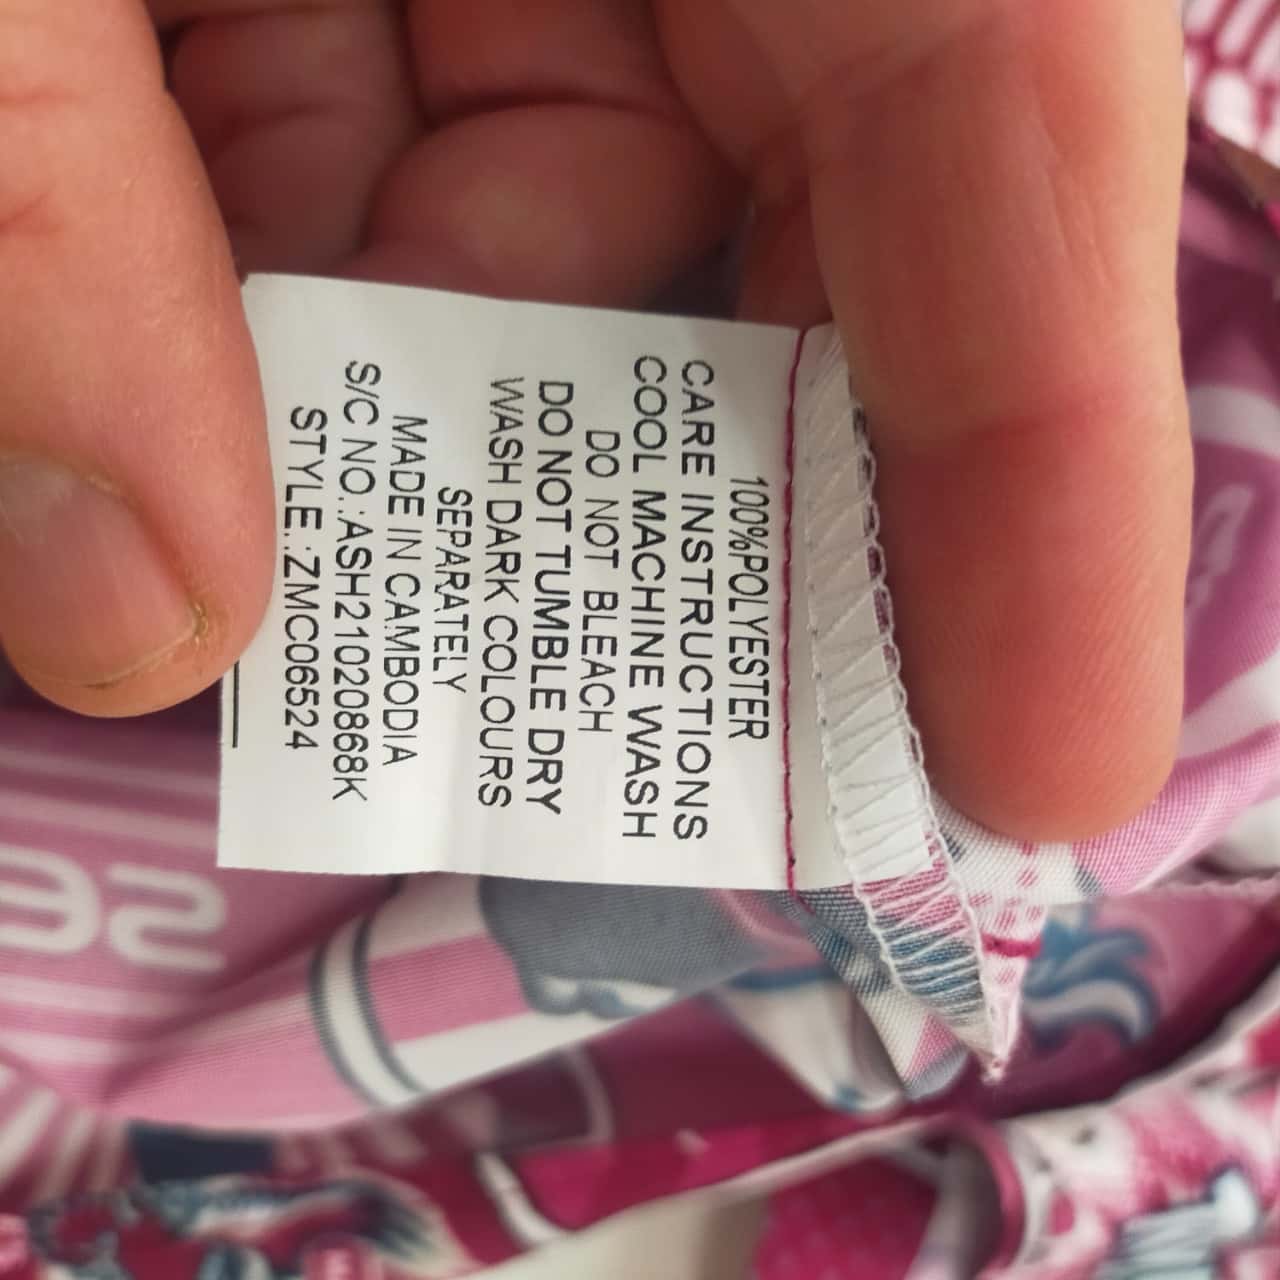 100%POLYESTER
CARE INSTRUCTIONS
COOL MACHINE WASH
DO NOT BLEACH
DO NOT TUMBLE DRY
WASH DARK COLOURS
SEPARATELY
MADE IN CAMBODIA
S/C NO.:ASH21020868K
STYLE.:ZMC06524